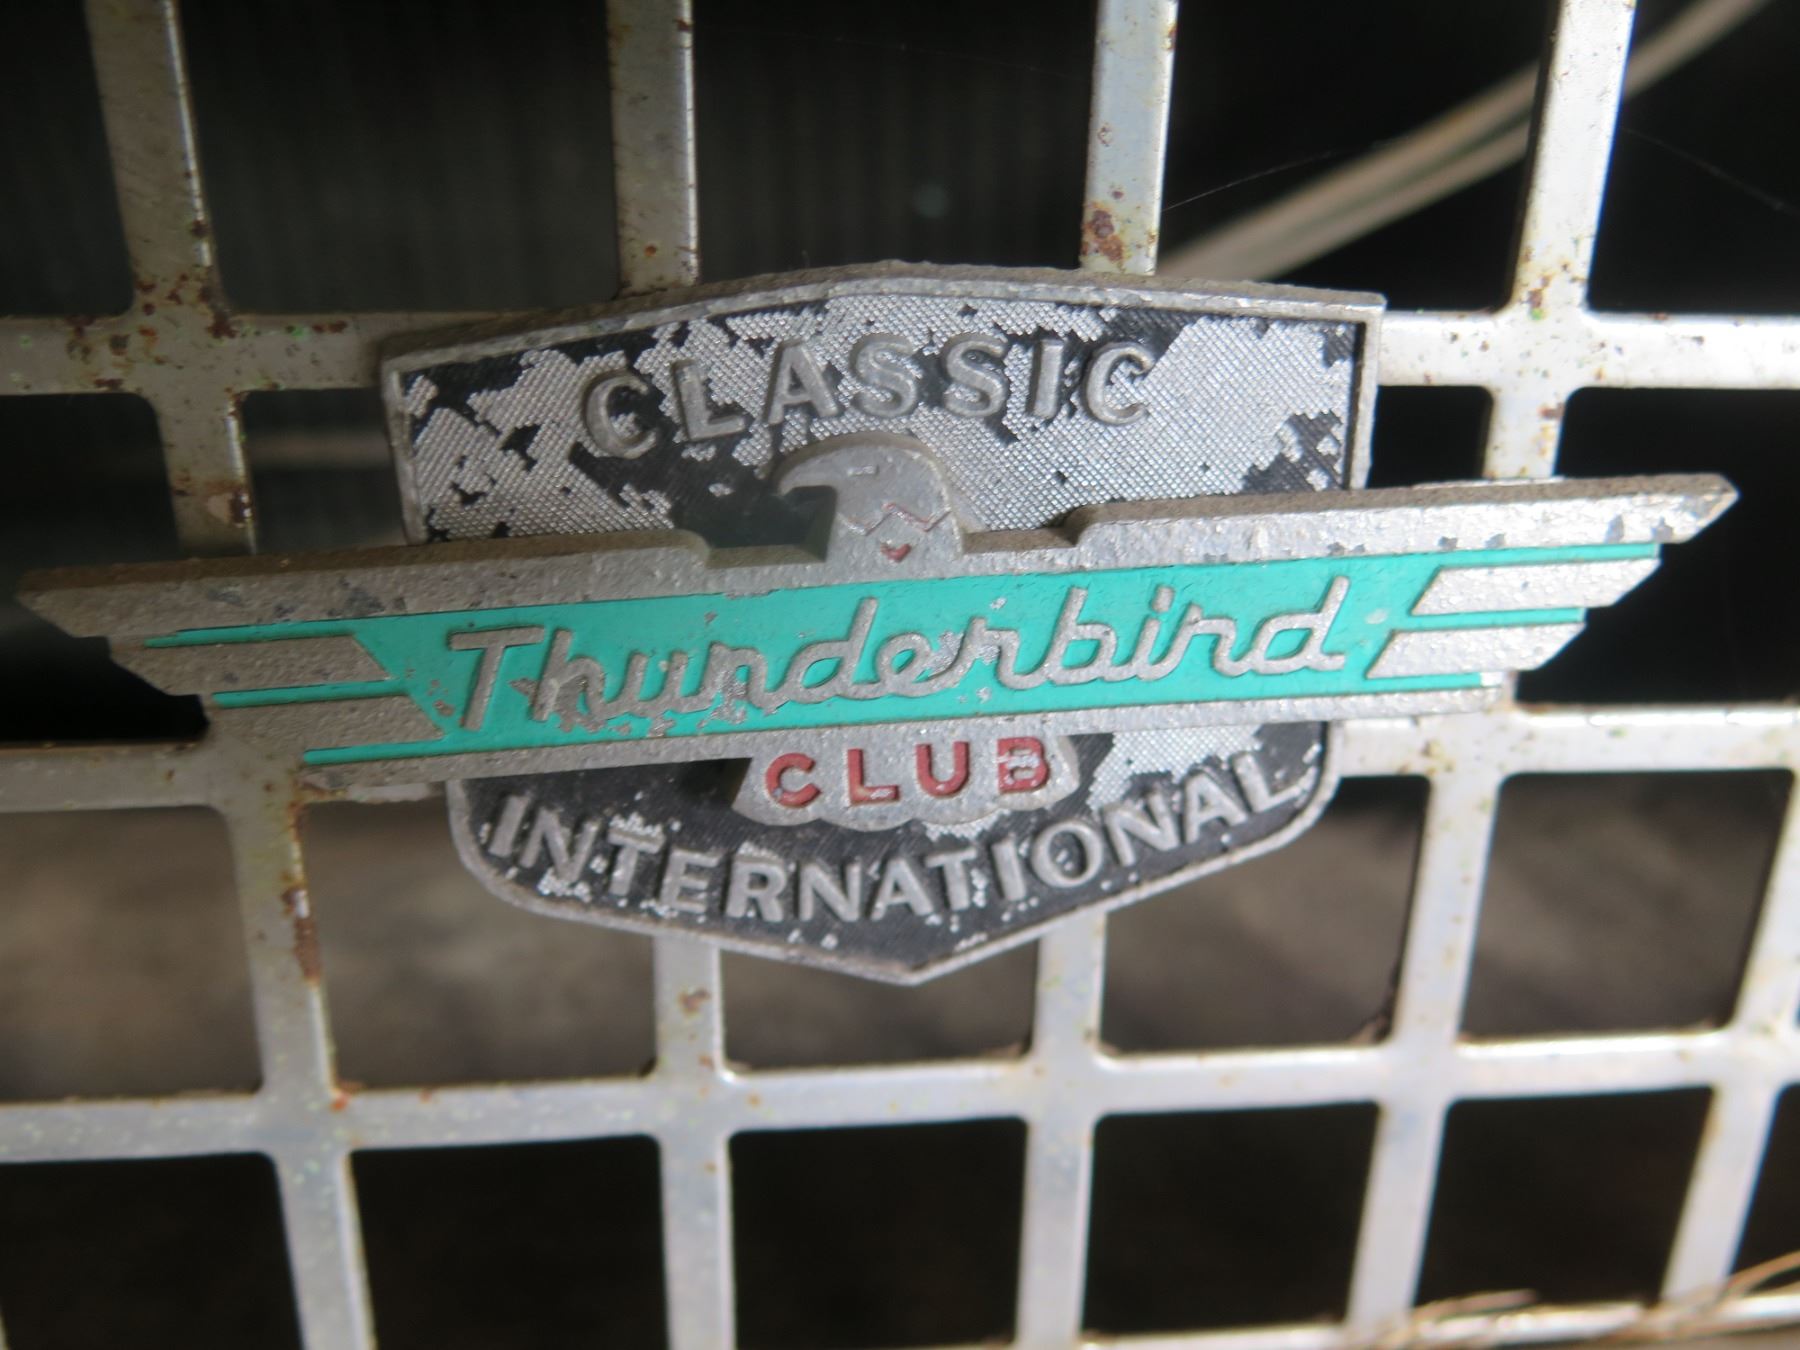 CLASSIC
Thunderbird
CLUB
INTERNATIONAL